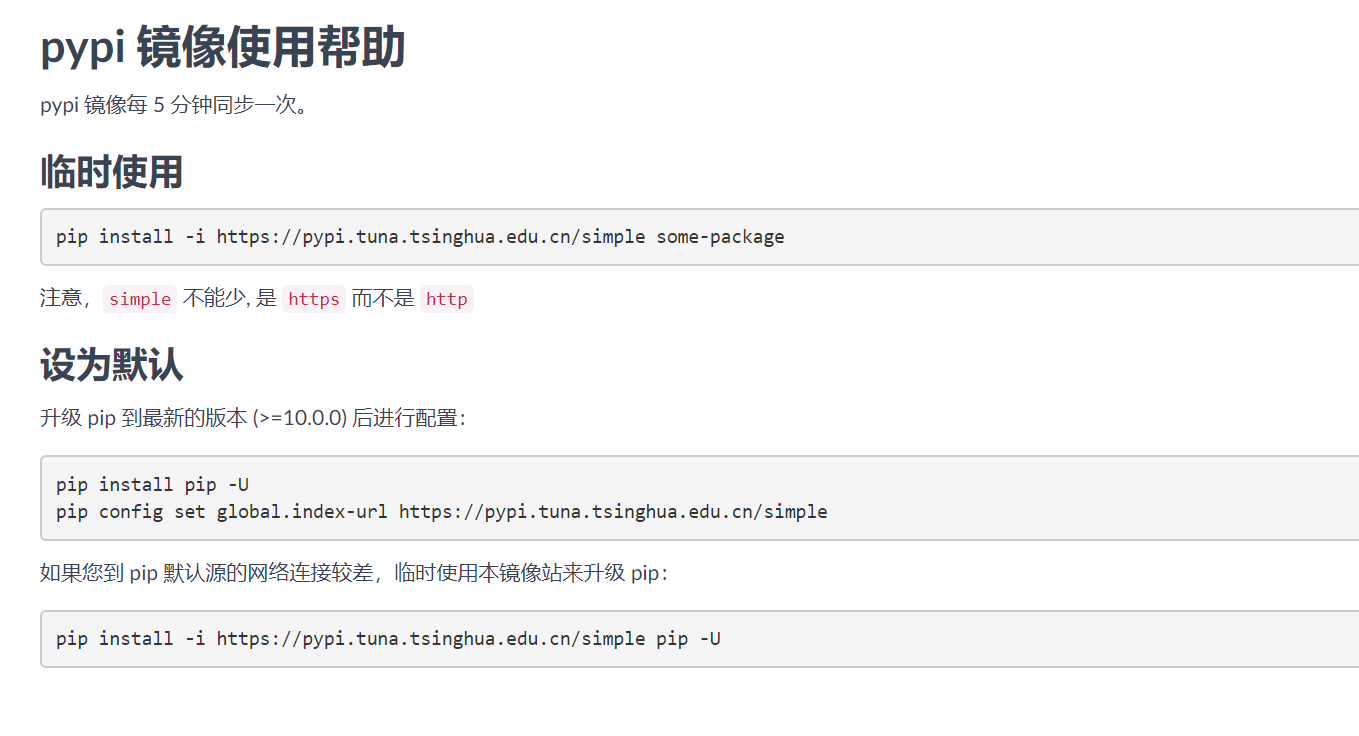 pypi 镜像使用帮助
pypi 镜像每 5 分钟同步一次。
临时使用
pip install -i https://pypi.tuna.tsinghua.edu.cn/simple some-package
注意，simple 不能少, 是 https 而不是 http
设为默认
升级 pip 到最新的版本 (>=10.0.0) 后进行配置：
pip install pip -U
pip config set global.index-url https://pypi.tuna.tsinghua.edu.cn/simple
如果您到 pip 默认源的网络连接较差，临时使用本镜像站来升级 pip：
pip install -i https://pypi.tuna.tsinghua.edu.cn/simple pip -U